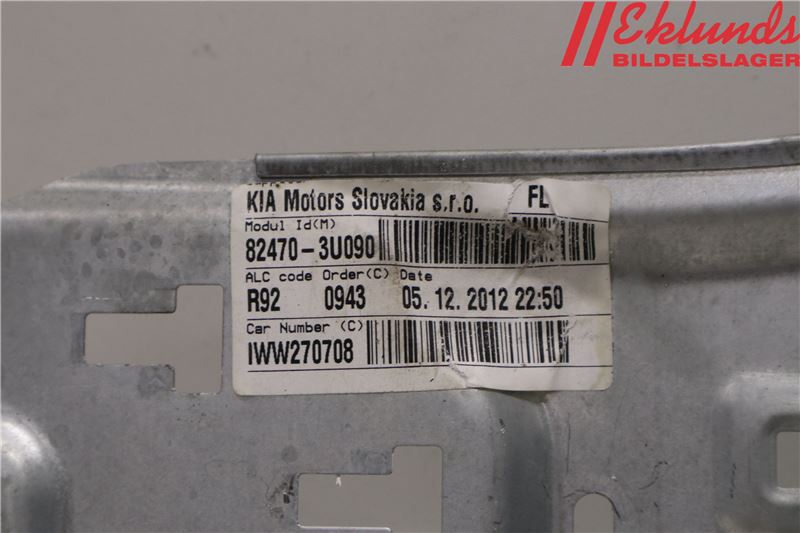 Eklunds
BILDELSLAGER
KIA Motors Slovakia s.r.o. FL
Modul Id(M)
82470-3U090
ALC code Order(C) Date
R92 0943 05. 12. 2012 22:50
Car Number (C)
IWW270708